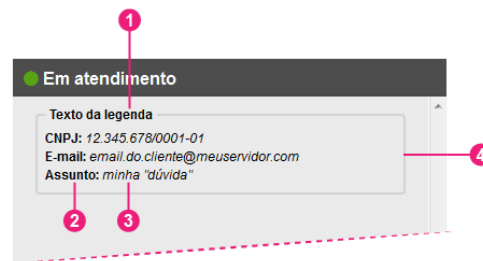 1
Em atendimento
Texto da legenda
CNPJ: 12.345.678/0001-01
E-mail: email.do.cliente@meuservidor.com
4
Assunto: minha "dúvida"
2 3